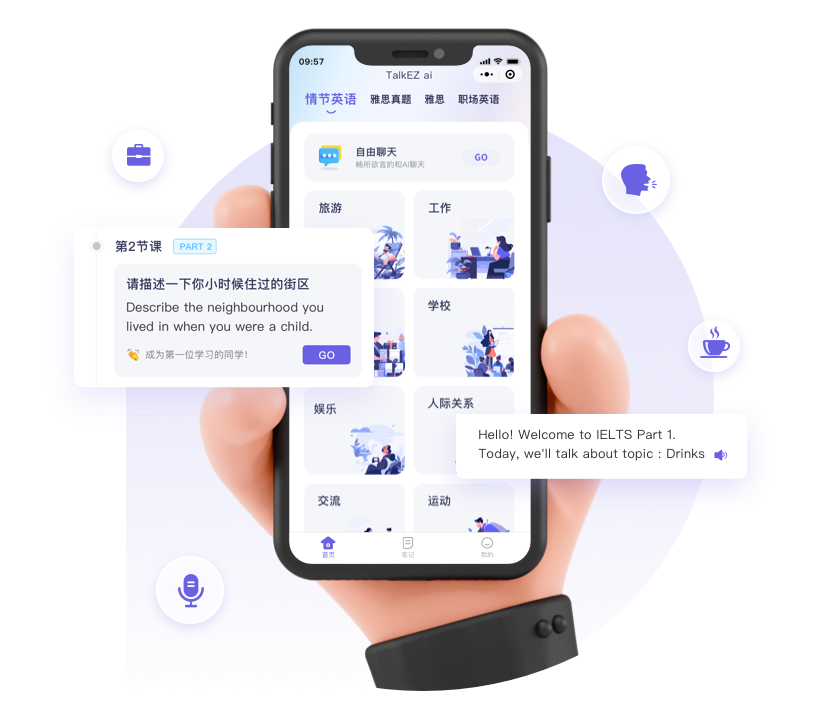 09:57
TalkEZ ai
情节英语 雅思真题 雅思 职场英语
自由聊天
畅所欲言的和AI聊天
GO
旅游
工作
第2节课 PART 2
请描述一下你小时候住过的街区
Describe the neighbourhood you
lived in when you were a child.
成为第一位学习的同学!
GO
学校
娱乐
人际关系
Hello! Welcome to IELTS Part 1.
Today, we'll talk about topic : Drinks
交流
运动
首页 笔记 我的